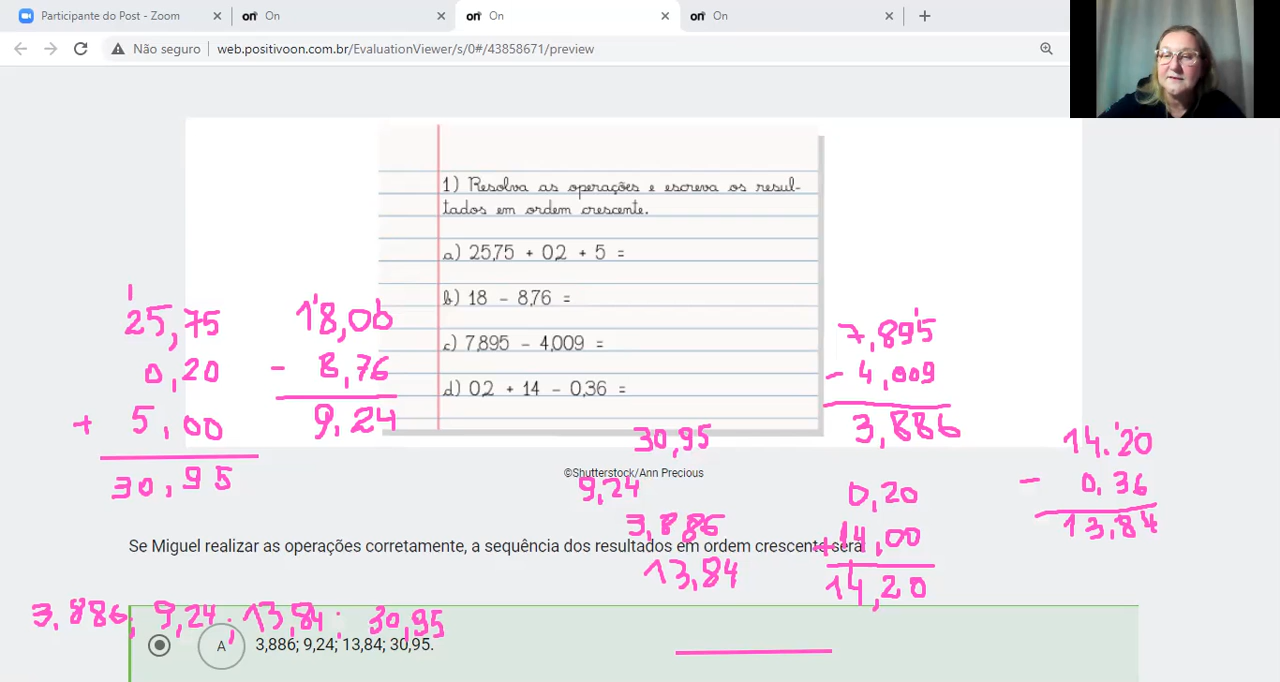 Participante do Post - Zoom
On
On
On
Não seguro
web.positivoon.com.br/EvaluationViewer/s/0#/43858671/preview
1) Resolva as operações e escreva os resul-
tados em ordem crescente.
a) 25,75 + 0,2 + 5 =
b) 18 - 8,76 =
c) 7,895 - 4,009 =
d) 0,2 + 14 - 0,36 =
1
25,75
0,20
+ 5,00
30,95
18,00
- 8,76
9,24
7,895
- 4,009
3,886
30,95
9,24
3,886
13,84
0,20
+14,00
14,20
14.20
- 0,36
13,84
©Shutterstock/Ann Precious
Se Miguel realizar as operações corretamente, a sequência dos resultados em ordem crescente será
3,886; 9,24; 13,84; 30,95
A
3,886; 9,24; 13,84; 30,95.